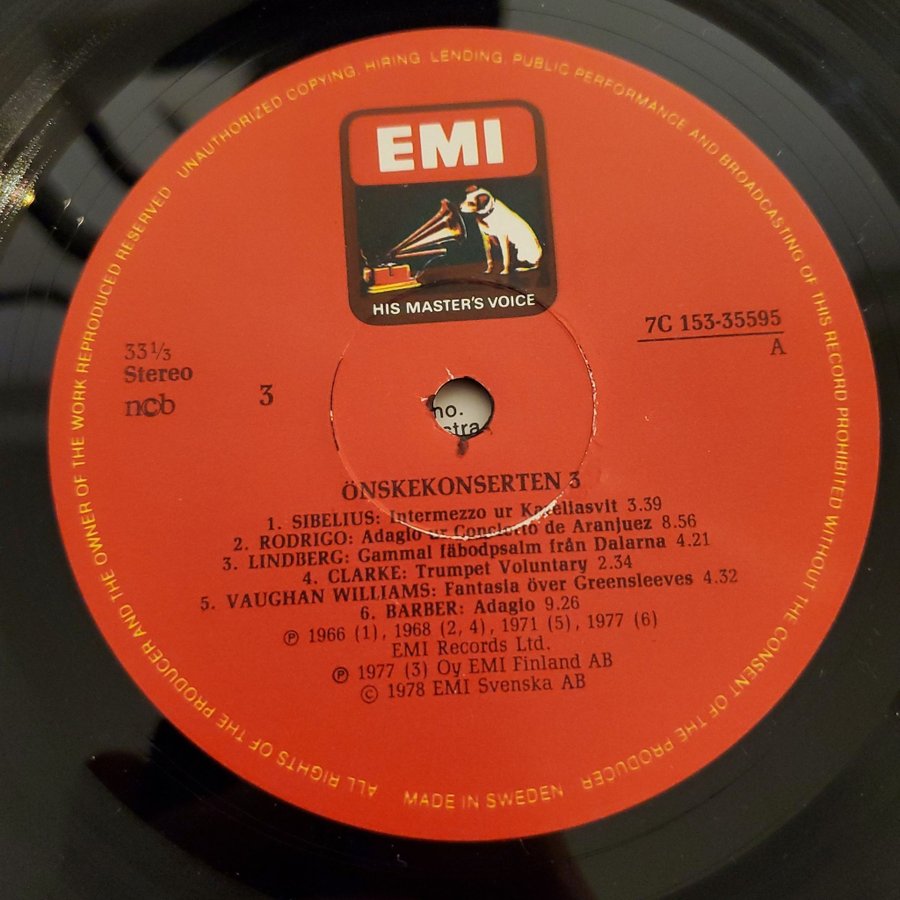 UNAUTHORIZED COPYING, HIRING, LENDING, PUBLIC PERFORMANCE AND BROADCASTING OF THIS RECORD PROHIBITED WITHOUT THE CONSENT OF THE PRODUCER
EMI
HIS MASTER'S VOICE
7C 153-35595
A
33⅓
Stereo
ncb
3
no.
stra
ÖNSKEKONSERTEN 3
1. SIBELIUS: Intermezzo ur Kareliasvit 3.39
2. RODRIGO: Adagio ur Concierto de Aranjuez 8.56
3. LINDBERG: Gammal fäbodpsalm från Dalarna 4.21
4. CLARKE: Trumpet Voluntary 2.34
5. VAUGHAN WILLIAMS: Fantasia över Greensleeves 4.32
6. BARBER: Adagio 9.26
℗ 1966 (1), 1968 (2, 4), 1971 (5), 1977 (6)
EMI Records Ltd.
℗ 1977 (3) Oy EMI Finland AB
© 1978 EMI Svenska AB
MADE IN SWEDEN
ALL RIGHTS OF THE PRODUCER AND THE OWNER OF THE WORK REPRODUCED RESERVED